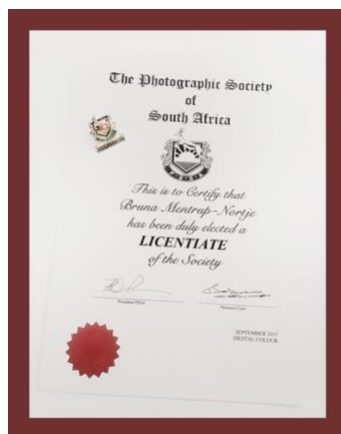 The Photographic Society
of
South Africa
This is to Certify that
Bruna Mentrup-Nortje
has been duly elected a
LICENTIATE
of the Society
President PSSA
SEPTEMBER 2017
DIGITAL COLOUR